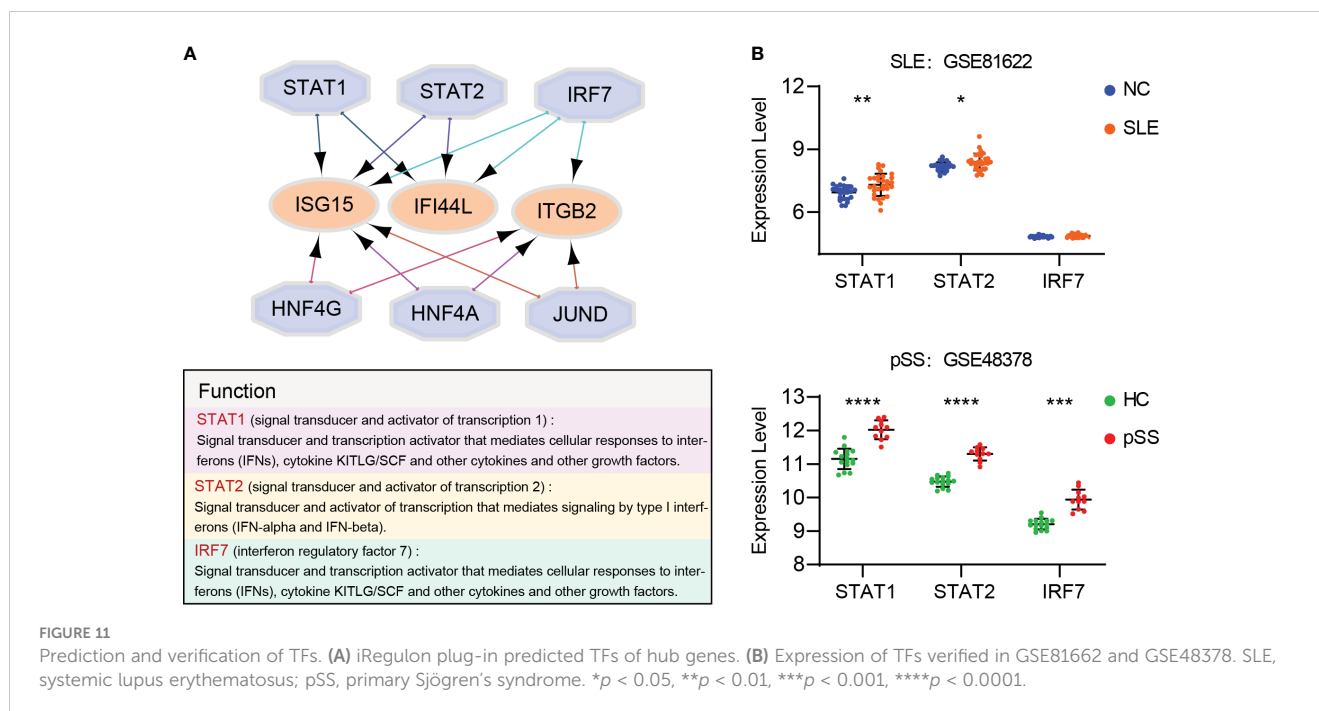 A
STAT1
STAT2
IRF7
ISG15
IFI44L
ITGB2
HNF4G
HNF4A
JUND
Function
STAT1 (signal transducer and activator of transcription 1) :
Signal transducer and transcription activator that mediates cellular responses to inter-
ferons (IFNs), cytokine KITLG/SCF and other cytokines and other growth factors.
STAT2 (signal transducer and activator of transcription 2) :
Signal transducer and activator of transcription that mediates signaling by type I interf-
erons (IFN-alpha and IFN-beta).
IRF7 (interferon regulatory factor 7) :
Signal transducer and transcription activator that mediates cellular responses to inter-
ferons (IFNs), cytokine KITLG/SCF and other cytokines and other growth factors.
B
SLE: GSE81622
Expression Level
12
9
6
** *
STAT1 STAT2 IRF7
NC
SLE
pSS: GSE48378
Expression Level
13
12
11
10
9
8
**** **** ***
STAT1 STAT2 IRF7
HC
pSS
FIGURE 11
Prediction and verification of TFs. (A) iRegulon plug-in predicted TFs of hub genes. (B) Expression of TFs verified in GSE81662 and GSE48378. SLE,
systemic lupus erythematosus; pSS, primary Sjögren's syndrome. *p < 0.05, **p < 0.01, ***p < 0.001, ****p < 0.0001.